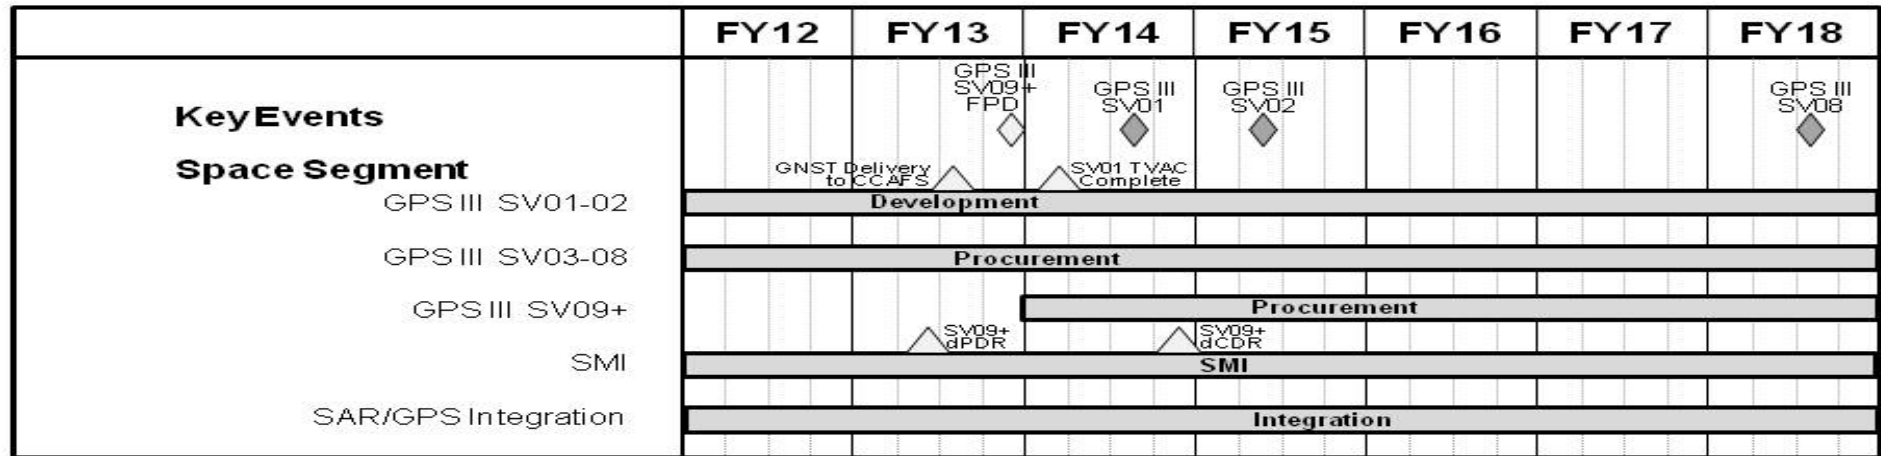 FY12 FY13 FY14 FY15 FY16 FY17 FY18
Key Events
GPS III
SV09+
FPD
GPS III
SV01
GPS III
SV02
GPS III
SV08
Space Segment
GNST Delivery
to CCAFS
SV01 TVAC
Complete
GPS III SV01-02
Development
GPS III SV03-08
Procurement
GPS III SV09+
Procurement
SV09+
dPDR
SV09+
dCDR
SMI
SMI
SAR/GPS Integration
Integration